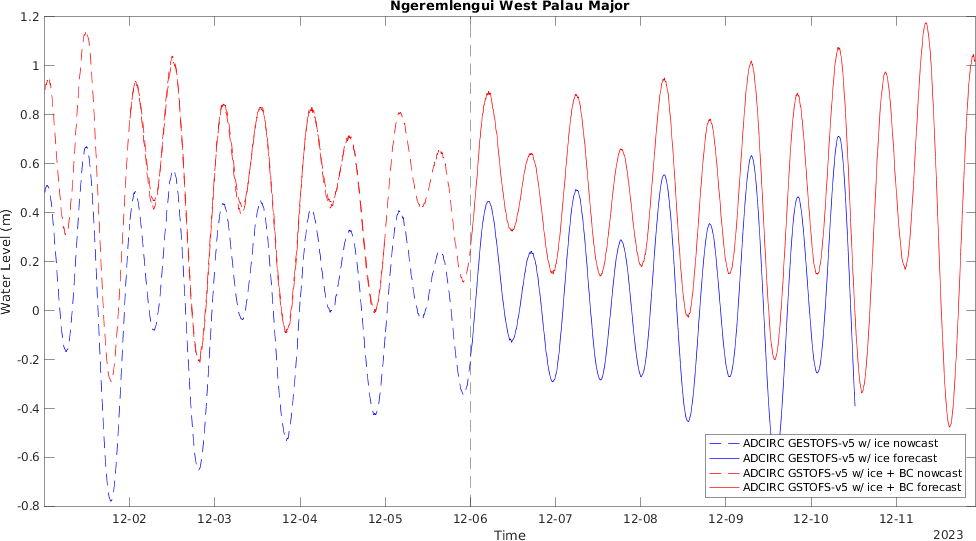 Ngeremlengui West Palau Major
1.2
1
0.8
0.6
0.4
0.2
0
-0.2
-0.4
-0.6
-0.8
Water Level (m)
ADCIRC GESTOFS-v5 w/ ice nowcast
ADCIRC GESTOFS-v5 w/ ice forecast
ADCIRC GSTOFS-v5 w/ ice + BC nowcast
ADCIRC GSTOFS-v5 w/ ice + BC forecast
12-02 12-03 12-04 12-05 12-06 12-07 12-08 12-09 12-10 12-11
Time
2023